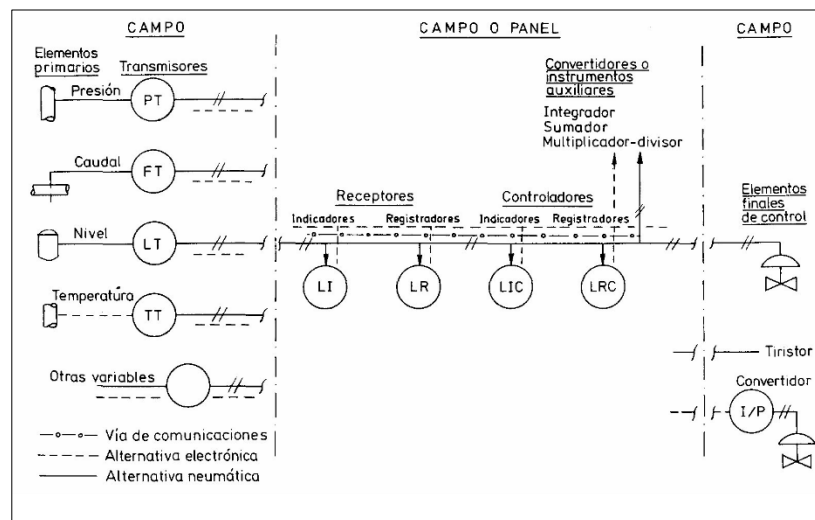 CAMPO
CAMPO O PANEL
CAMPO
Elementos
primarios
Transmisores
Presión
PT
Caudal
FT
Nivel
LT
Temperatura
TT
Otras variables
Vía de comunicaciones
Alternativa electrónica
Alternativa neumática
Convertidores o
instrumentos
auxiliares
Integrador
Sumador
Multiplicador-divisor
Receptores
Controladores
Indicadores
Registradores
Indicadores
Registradores
LI
LR
LIC
LRC
Elementos
finales
de control
Tiristor
Convertidor
I/P